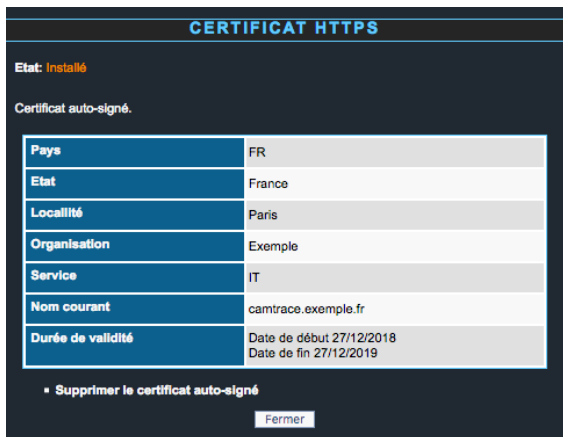 CERTIFICAT HTTPS
Etat: Installé
Certificat auto-signé.
Pays FR
Etat France
Locallité Paris
Organisation Exemple
Service IT
Nom courant camtrace.exemple.fr
Durée de validité Date de début 27/12/2018
Date de fin 27/12/2019
▪ Supprimer le certificat auto-signé
Fermer